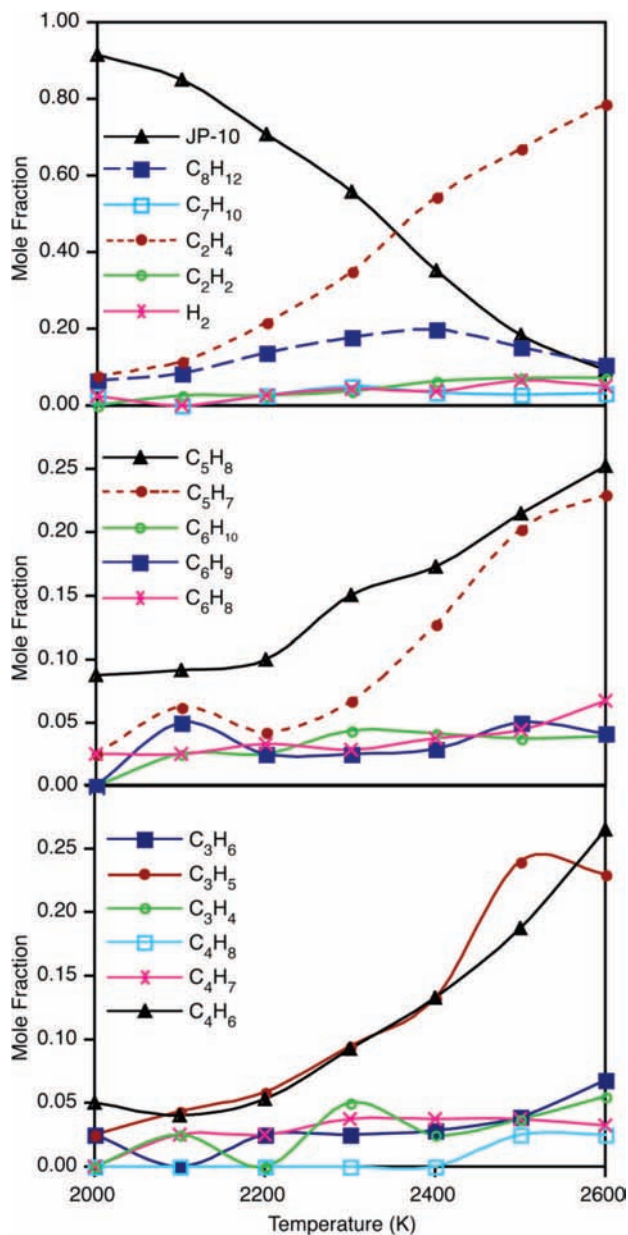 1.00
0.80
0.60
0.40
0.20
0.00
Mole Fraction
JP-10
C₈H₁₂
C₇H₁₀
C₂H₄
C₂H₂
H₂
0.25
0.20
0.15
0.10
0.05
0.00
Mole Fraction
C₅H₈
C₅H₇
C₆H₁₀
C₆H₉
C₆H₈
0.25
0.20
0.15
0.10
0.05
0.00
Mole Fraction
C₃H₆
C₃H₅
C₃H₄
C₄H₈
C₄H₇
C₄H₆
2000 2200 2400 2600
Temperature (K)